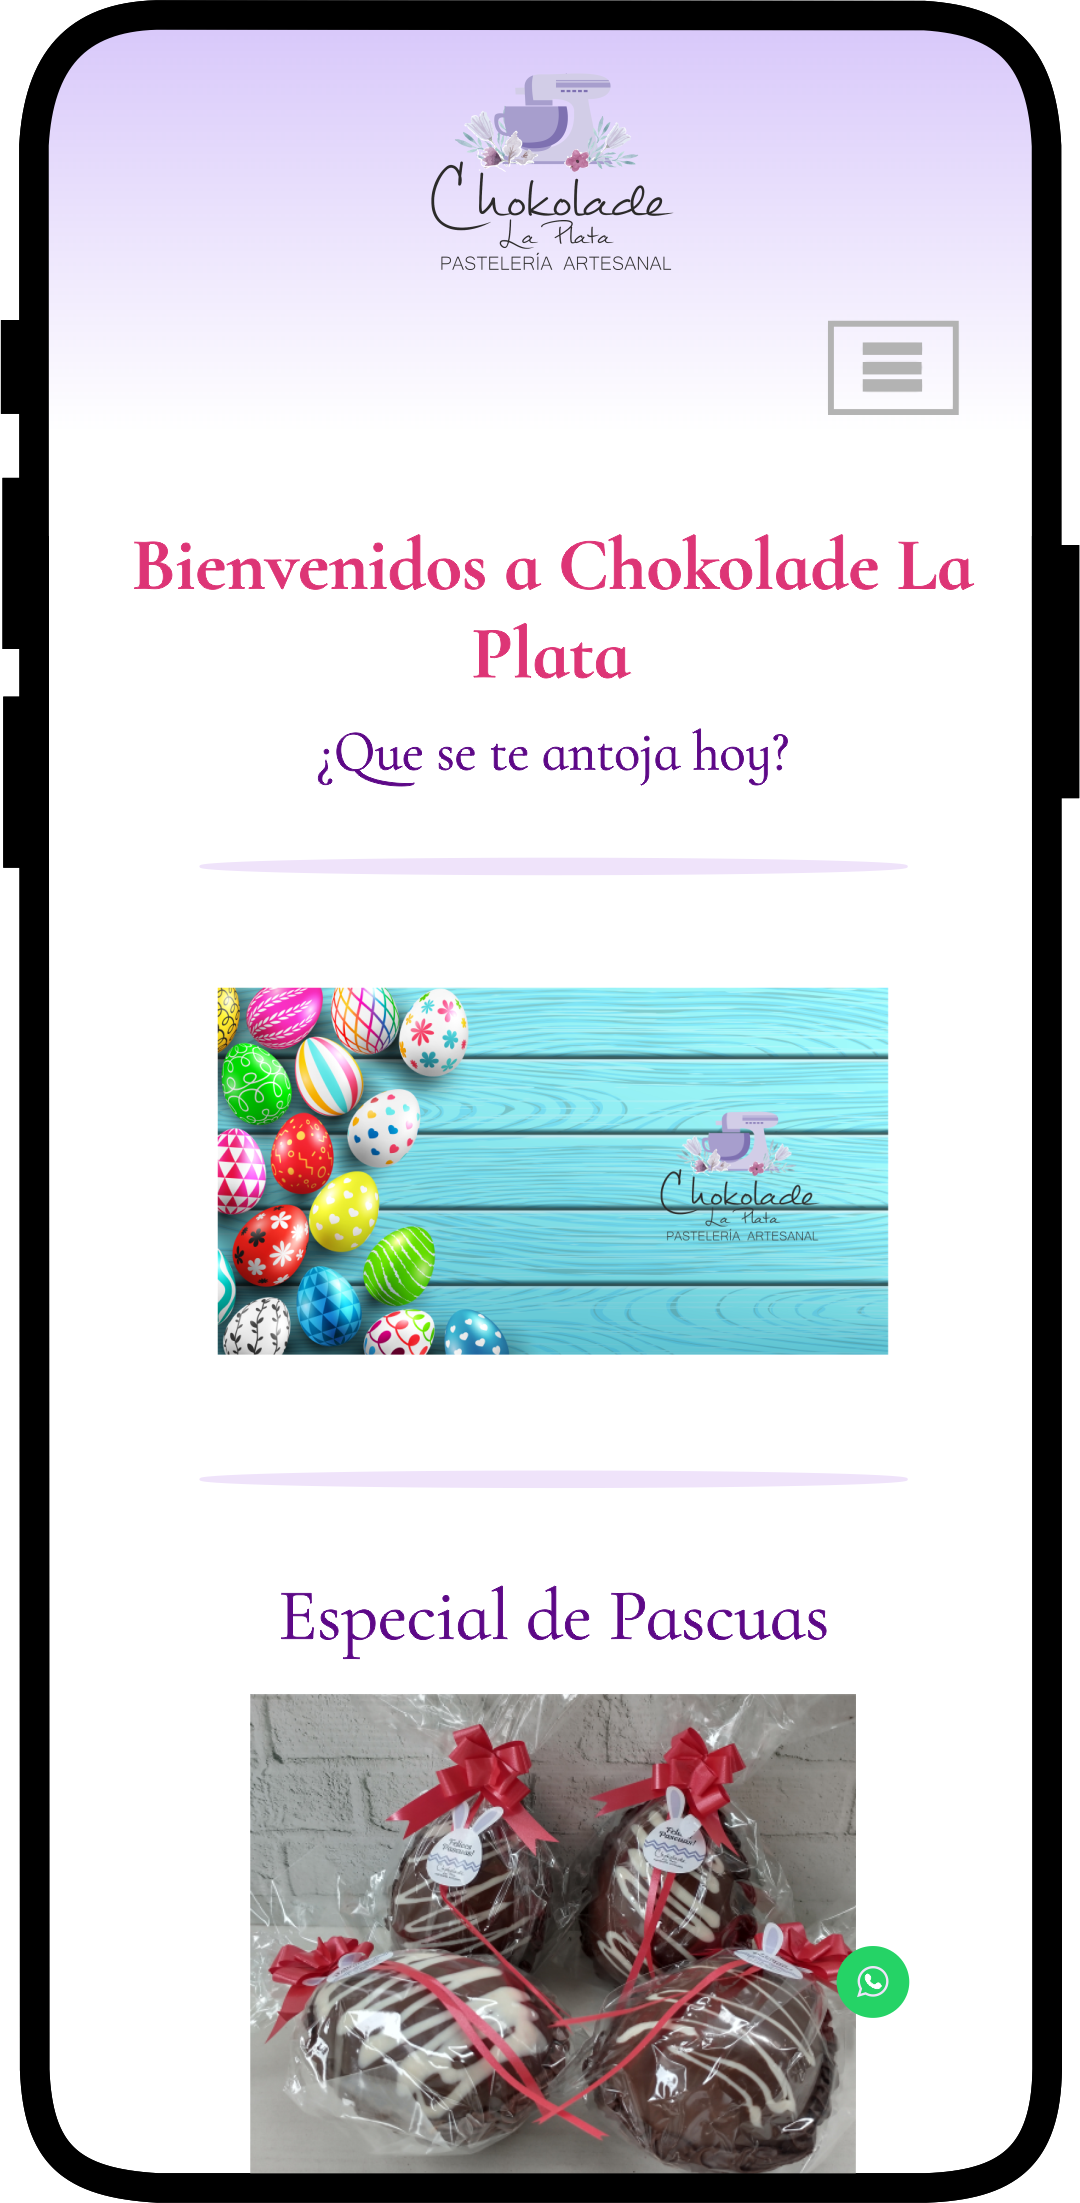 Chokolade
La Plata
PASTELERÍA ARTESANAL
Bienvenidos a Chokolade La
Plata
¿Que se te antoja hoy?
Chokolade
La Plata
PASTELERÍA ARTESANAL
Especial de Pascuas
Felices
Pascuas!
Chokolade
Pascuas!